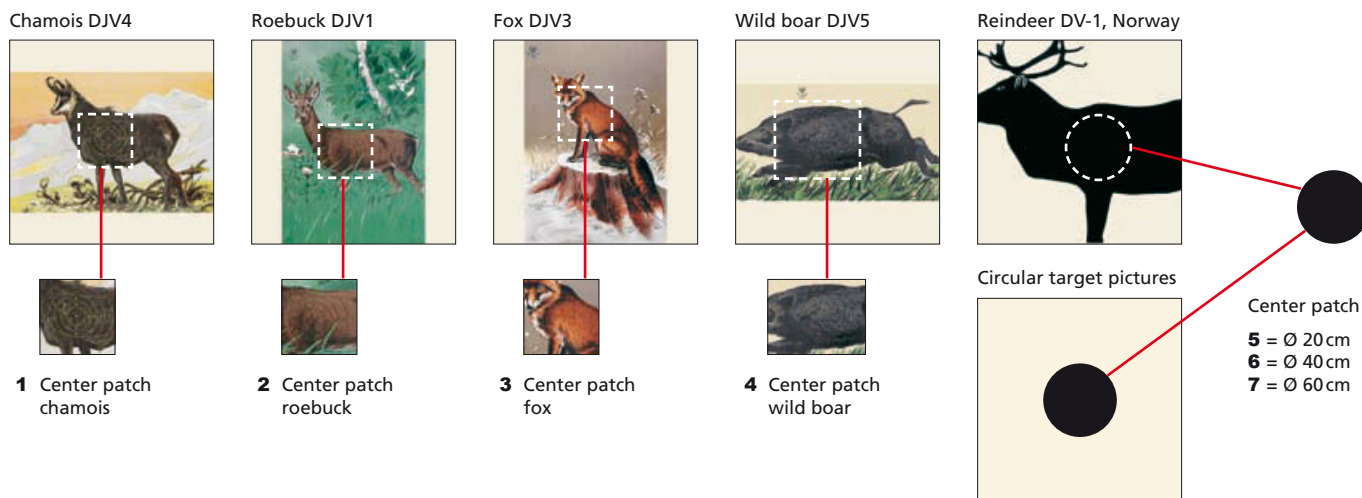 Chamois DJV4
Roebuck DJV1
Fox DJV3
Wild boar DJV5
Reindeer DV-1, Norway
1 Center patch
chamois
2 Center patch
roebuck
3 Center patch
fox
4 Center patch
wild boar
Circular target pictures
Center patch
5 = Ø 20 cm
6 = Ø 40 cm
7 = Ø 60 cm